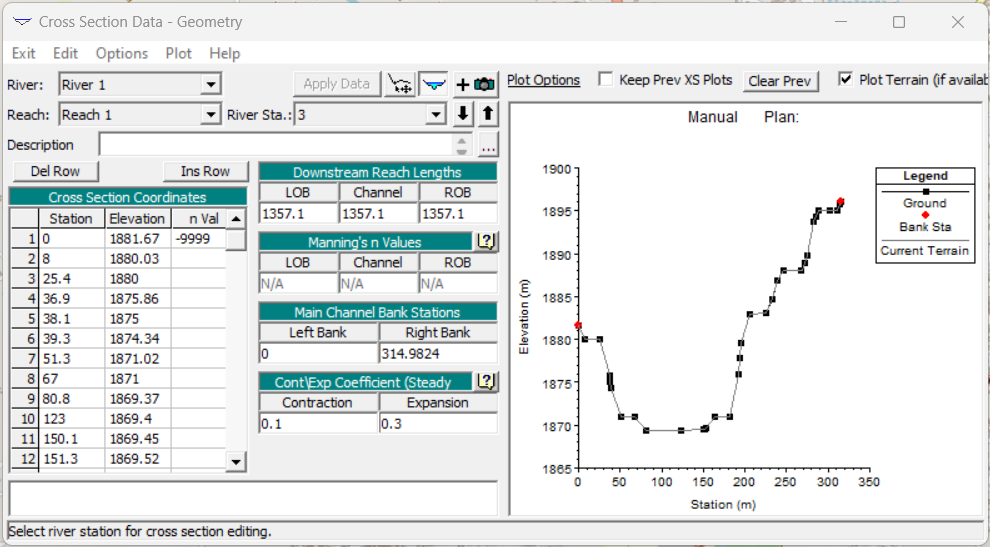 Cross Section Data - Geometry
Exit Edit Options Plot Help
River: River 1 Apply Data
Reach: Reach 1 River Sta.: 3
Description ...
Plot Options Keep Prev XS Plots Clear Prev Plot Terrain (if availab
Del Row Ins Row
Cross Section Coordinates
Station Elevation n Val
1 0 1881.67 -9999
2 8 1880.03
3 25.4 1880
4 36.9 1875.86
5 38.1 1875
6 39.3 1874.34
7 51.3 1871.02
8 67 1871
9 80.8 1869.37
10 123 1869.4
11 150.1 1869.45
12 151.3 1869.52
Downstream Reach Lengths
LOB Channel ROB
1357.1 1357.1 1357.1
Manning's n Values
LOB Channel ROB
N/A N/A N/A
Main Channel Bank Stations
Left Bank Right Bank
0 314.9824
Cont\Exp Coefficient (Steady
Contraction Expansion
0.1 0.3
Manual Plan:
Elevation (m)
1900
1895
1890
1885
1880
1875
1870
1865
0 50 100 150 200 250 300 350
Station (m)
Legend
Ground
Bank Sta
Current Terrain
Select river station for cross section editing.